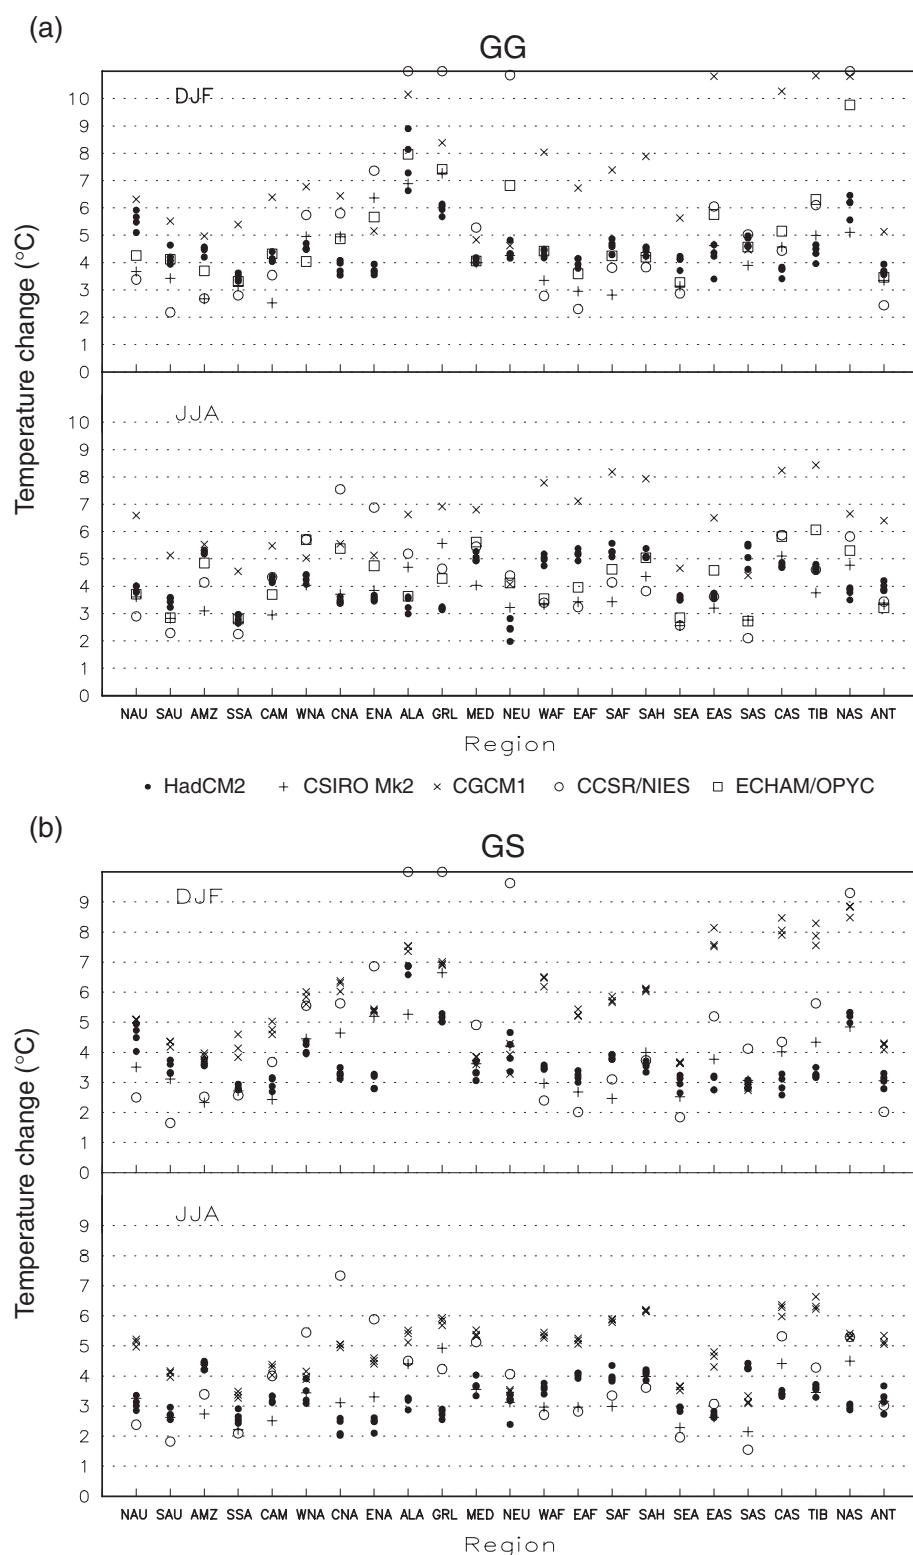 (a)
GG
DJF
10
9
8
7
6
5
4
3
2
1
0
JJA
10
9
8
7
6
5
4
3
2
1
0
Temperature change (°C)
NAU SAU AMZ SSA CAM WNA CNA ENA ALA GRL MED NEU WAF EAF SAF SAH SEA EAS SAS CAS TIB NAS ANT
Region
HadCM2 CSIRO Mk2 CGCM1 CCSR/NIES ECHAM/OPYC
(b)
GS
DJF
9
8
7
6
5
4
3
2
1
0
JJA
9
8
7
6
5
4
3
2
1
0
Temperature change (°C)
NAU SAU AMZ SSA CAM WNA CNA ENA ALA GRL MED NEU WAF EAF SAF SAH SEA EAS SAS CAS TIB NAS ANT
Region